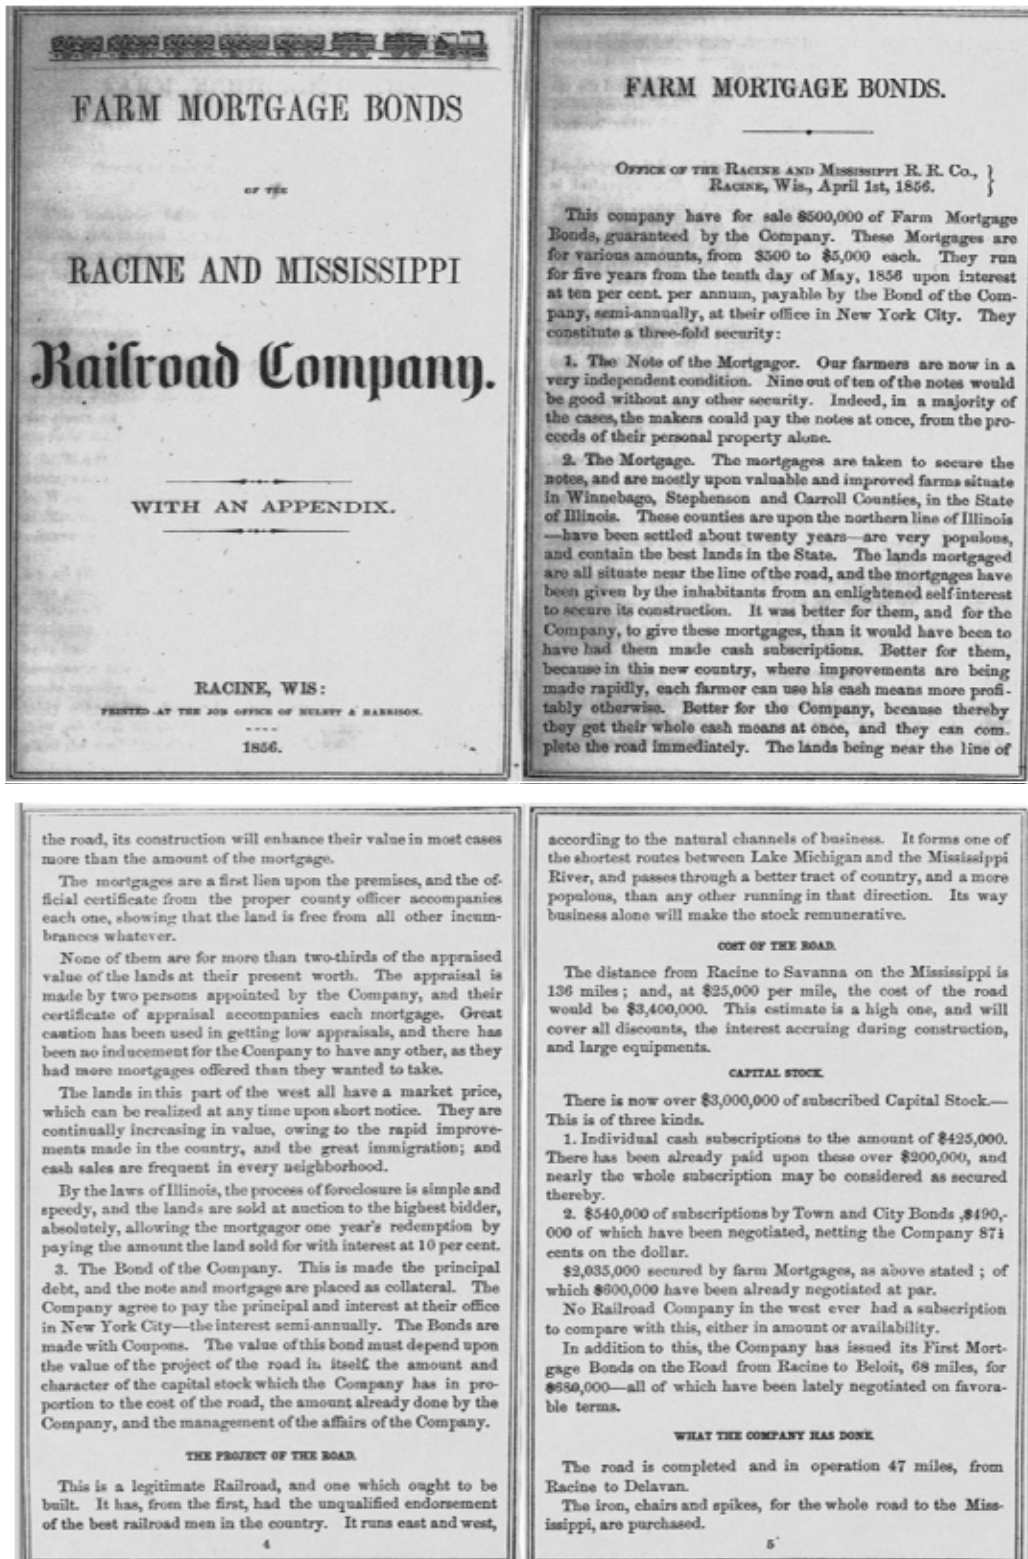 FARM MORTGAGE BONDS
OF THE
RACINE AND MISSISSIPPI
Railroad Company.
WITH AN APPENDIX.
RACINE, WIS:
PRINTED AT THE JOB OFFICE OF HULETT & HARRISON.
1856.
FARM MORTGAGE BONDS.
OFFICE OF THE RACINE AND MISSISSIPPI R. R. CO., }
RACINE, WIS., April 1st, 1856. }
This company have for sale $500,000 of Farm Mortgage
Bonds, guaranteed by the Company. These Mortgages are
for various amounts, from $500 to $5,000 each. They run
for five years from the tenth day of May, 1856 upon interest
at ten per cent. per annum, payable by the Bond of the Com-
pany, semi-annually, at their office in New York City. They
constitute a three-fold security:
1. The Note of the Mortgagor. Our farmers are now in a
very independent condition. Nine out of ten of the notes would
be good without any other security. Indeed, in a majority of
the cases, the makers could pay the notes at once, from the pro-
ceeds of their personal property alone.
2. The Mortgage. The mortgages are taken to secure the
notes, and are mostly upon valuable and improved farms situate
in Winnebago, Stephenson and Carroll Counties, in the State
of Illinois. These counties are upon the northern line of Illinois
—have been settled about twenty years—are very populous,
and contain the best lands in the State. The lands mortgaged
are all situate near the line of the road, and the mortgages have
been given by the inhabitants from an enlightened self-interest
to secure its construction. It was better for them, and for the
Company, to give these mortgages, than it would have been to
have had them made cash subscriptions. Better for them,
because in this new country, where improvements are being
made rapidly, each farmer can use his cash means more profi-
tably otherwise. Better for the Company, because thereby
they get their whole cash means at once, and they can com-
plete the road immediately. The lands being near the line of
the road, its construction will enhance their value in most cases
more than the amount of the mortgage.
The mortgages are a first lien upon the premises, and the of-
ficial certificate from the proper county officer accompanies
each one, showing that the land is free from all other incum-
brances whatever.
None of them are for more than two-thirds of the appraised
value of the lands at their present worth. The appraisal is
made by two persons appointed by the Company, and their
certificate of appraisal accompanies each mortgage. Great
caution has been used in getting low appraisals, and there has
been no inducement for the Company to have any other, as they
had more mortgages offered than they wanted to take.
The lands in this part of the west all have a market price,
which can be realized at any time upon short notice. They are
continually increasing in value, owing to the rapid improve-
ments made in the country, and the great immigration; and
cash sales are frequent in every neighborhood.
By the laws of Illinois, the process of foreclosure is simple and
speedy, and the lands are sold at auction to the highest bidder,
absolutely, allowing the mortgagor one year's redemption by
paying the amount the land sold for with interest at 10 per cent.
3. The Bond of the Company. This is made the principal
debt, and the note and mortgage are placed as collateral. The
Company agree to pay the principal and interest at their office
in New York City—the interest semi-annually. The Bonds are
made with Coupons. The value of this bond must depend upon
the value of the project of the road in itself, the amount and
character of the capital stock which the Company has in pro-
portion to the cost of the road, the amount already done by the
Company, and the management of the affairs of the Company.
THE PROJECT OF THE ROAD.
This is a legitimate Railroad, and one which ought to be
built. It has, from the first, had the unqualified endorsement
of the best railroad men in the country. It runs east and west,
4
according to the natural channels of business. It forms one of
the shortest routes between Lake Michigan and the Mississippi
River, and passes through a better tract of country, and a more
populous, than any other running in that direction. Its way
business alone will make the stock remunerative.
COST OF THE ROAD.
The distance from Racine to Savanna on the Mississippi is
136 miles; and, at $25,000 per mile, the cost of the road
would be $3,400,000. This estimate is a high one, and will
cover all discounts, the interest accruing during construction,
and large equipments.
CAPITAL STOCK.
There is now over $3,000,000 of subscribed Capital Stock.—
This is of three kinds.
1. Individual cash subscriptions to the amount of $425,000.
There has been already paid upon these over $200,000, and
nearly the whole subscription may be considered as secured
thereby.
2. $540,000 of subscriptions by Town and City Bonds ,$490,-
000 of which have been negotiated, netting the Company 87½
cents on the dollar.
$2,035,000 secured by farm Mortgages, as above stated ; of
which $600,000 have been already negotiated at par.
No Railroad Company in the west ever had a subscription
to compare with this, either in amount or availability.
In addition to this, the Company has issued its First Mort-
gage Bonds on the Road from Racine to Beloit, 68 miles, for
$680,000—all of which have been lately negotiated on favora-
ble terms.
WHAT THE COMPANY HAS DONE.
The road is completed and in operation 47 miles, from
Racine to Delavan.
The iron, chairs and spikes, for the whole road to the Miss-
issippi, are purchased.
5